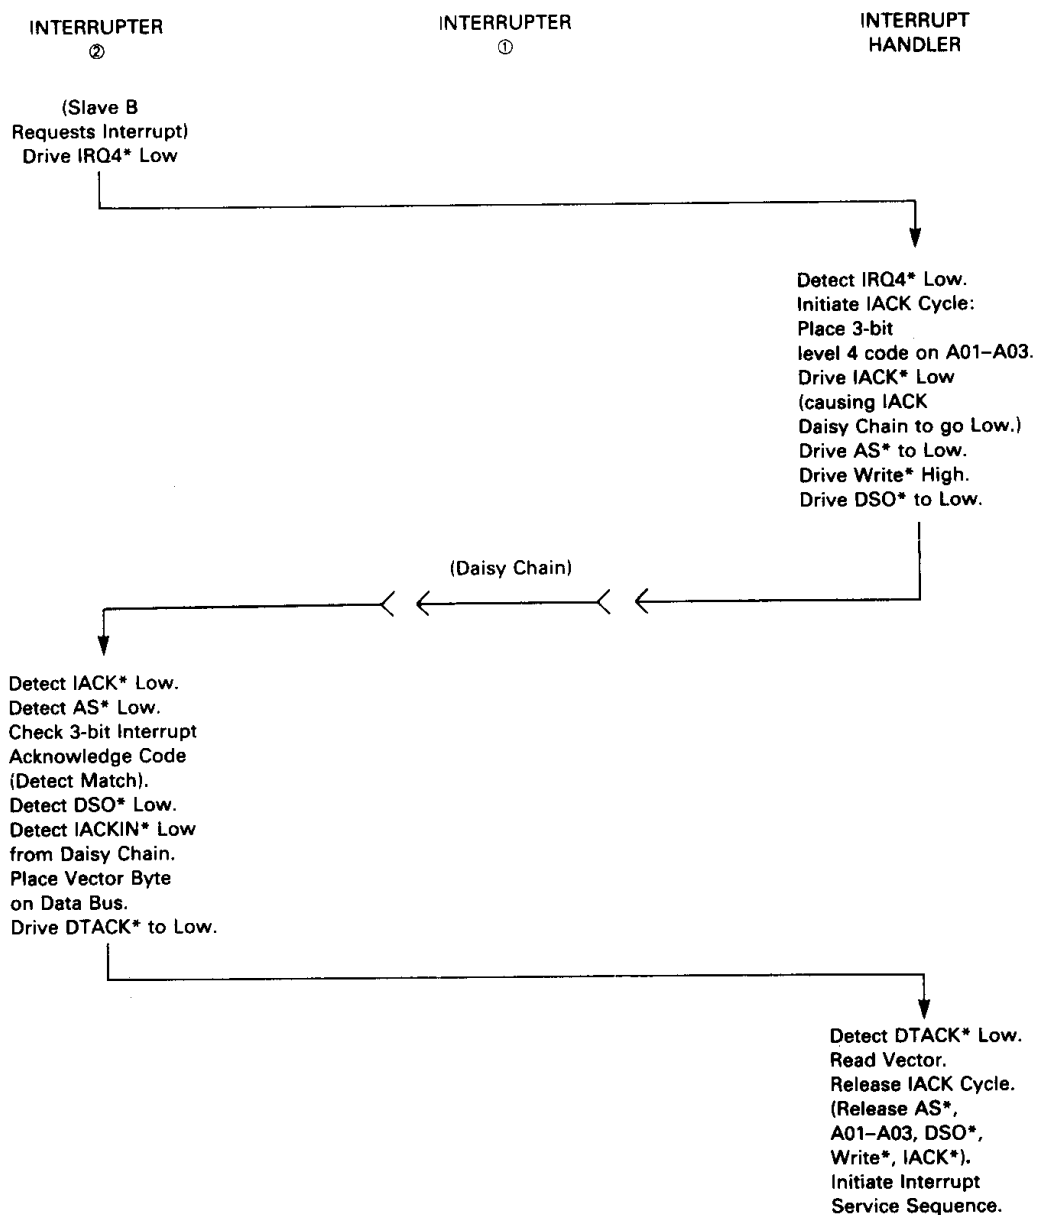 INTERRUPTER
②
INTERRUPTER
①
INTERRUPT
HANDLER
(Slave B
Requests Interrupt)
Drive IRQ4* Low
Detect IRQ4* Low.
Initiate IACK Cycle:
Place 3-bit
level 4 code on A01–A03.
Drive IACK* Low
(causing IACK
Daisy Chain to go Low.)
Drive AS* to Low.
Drive Write* High.
Drive DSO* to Low.
(Daisy Chain)
Detect IACK* Low.
Detect AS* Low.
Check 3-bit Interrupt
Acknowledge Code
(Detect Match).
Detect DSO* Low.
Detect IACKIN* Low
from Daisy Chain.
Place Vector Byte
on Data Bus.
Drive DTACK* to Low.
Detect DTACK* Low.
Read Vector.
Release IACK Cycle.
(Release AS*,
A01–A03, DSO*,
Write*, IACK*).
Initiate Interrupt
Service Sequence.